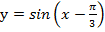 y = sin(x − π/3)